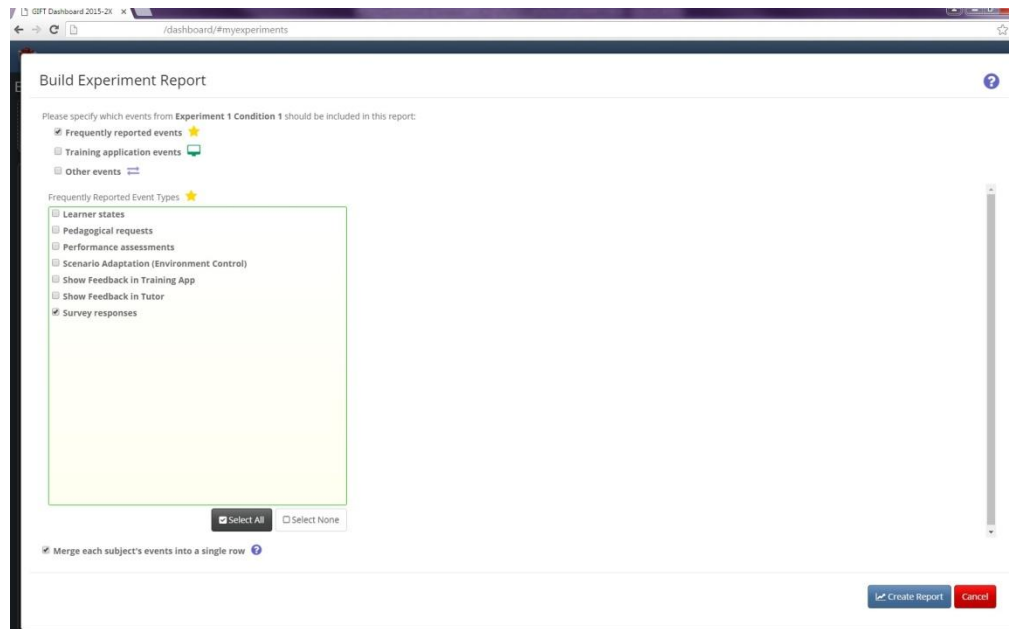 GIFT Dashboard 2015-2X
/dashboard/#myexperiments
Build Experiment Report
Please specify which events from Experiment 1 Condition 1 should be included in this report:
Frequently reported events
Training application events
Other events
Frequently Reported Event Types
Learner states
Pedagogical requests
Performance assessments
Scenario Adaptation (Environment Control)
Show Feedback in Training App
Show Feedback in Tutor
Survey responses
Select All Select None
Merge each subject's events into a single row
Create Report Cancel